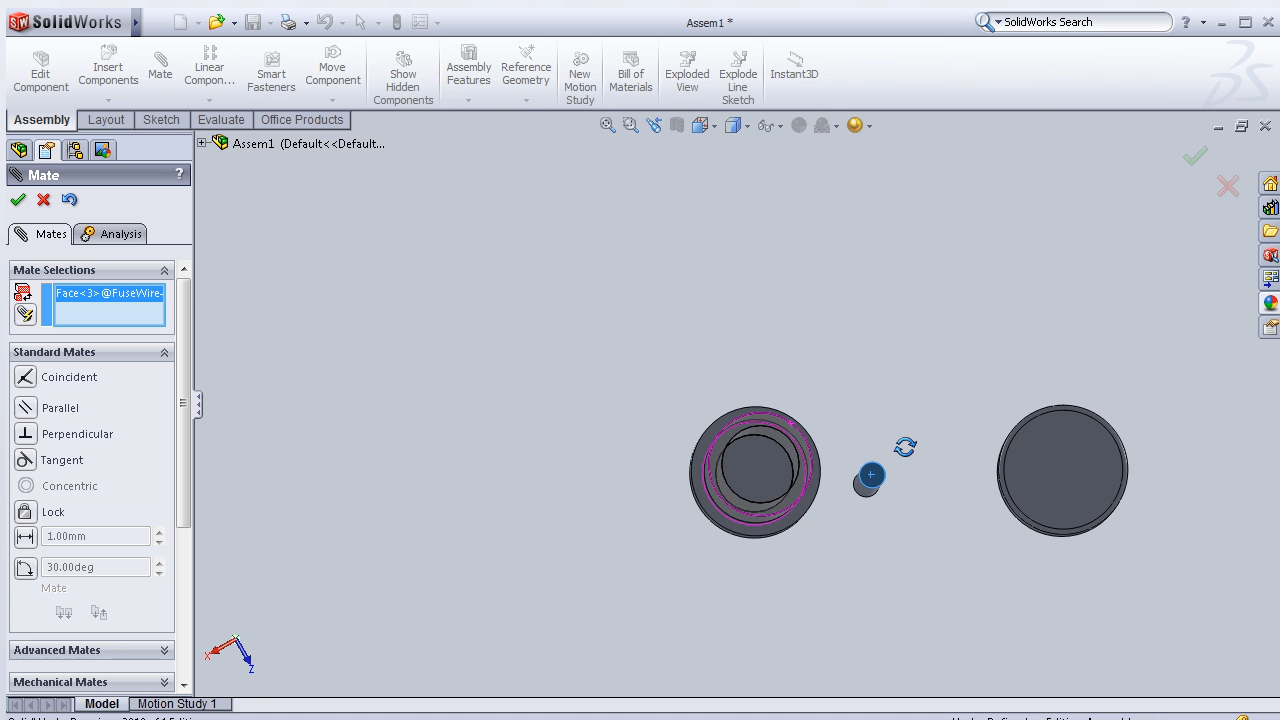 SolidWorks
Assem1 *
SolidWorks Search
?
Edit Component
Insert Components
Mate
Linear Compon...
Smart Fasteners
Move Component
Show Hidden Components
Assembly Features
Reference Geometry
New Motion Study
Bill of Materials
Exploded View
Explode Line Sketch
Instant3D
Assembly
Layout
Sketch
Evaluate
Office Products
Assem1 (Default<<Default...
Mate
?
Mates
Analysis
Mate Selections
Face<3>@FuseWire-
Standard Mates
Coincident
Parallel
Perpendicular
Tangent
Concentric
Lock
1.00mm
30.00deg
Mate
Advanced Mates
Mechanical Mates
X
Z
Model
Motion Study 1